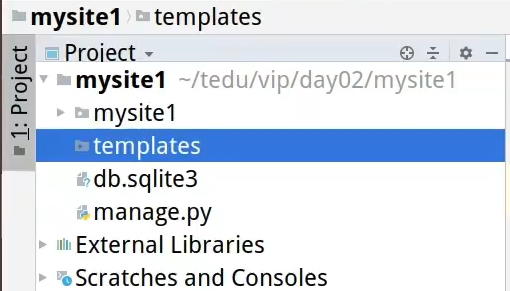 mysite1 templates
1: Project
Project
mysite1 ~/tedu/vip/day02/mysite1
mysite1
templates
db.sqlite3
manage.py
External Libraries
Scratches and Consoles